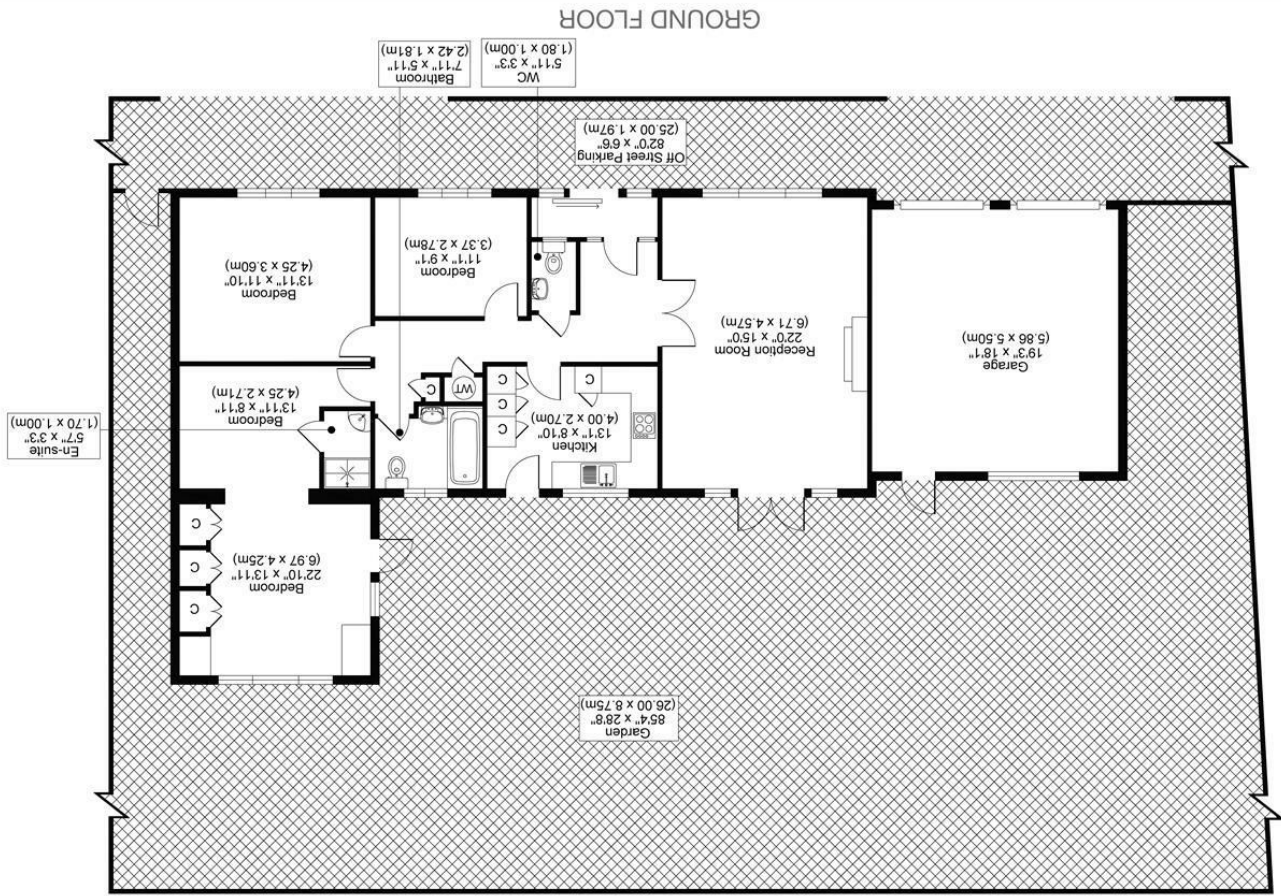 Garden
85'4" x 28'8
(26.00 x 8.75m)
Bedroom
22'10" x 13'11"
(6.97 x 4.25m)
C
C
C
Kitchen
13'1" x 8'10"
(4.00 x 2.70m)
C
C
C
C
WT
C
Bedroom
13'11" x 8'11"
(4.25 x 2.71m)
En-suite
5'7" x 3'3"
(1.70 x 1.00m)
Garage
19'3" x 18'1"
(5.86 x 5.50m)
Reception Room
22'0" x 15'0"
(6.71 x 4.57m)
Bedroom
11'1" x 9'1"
(3.37 x 2.78m)
Bedroom
13'11" x 11'10"
(4.25 x 3.60m)
Off Street Parking
82'0" x 6'6"
(25.00 x 1.97m)
WC
5'11" x 3'3"
(1.80 x 1.00m)
Bathroom
7'11" x 5'11"
(2.42 x 1.81m)
GROUND FLOOR